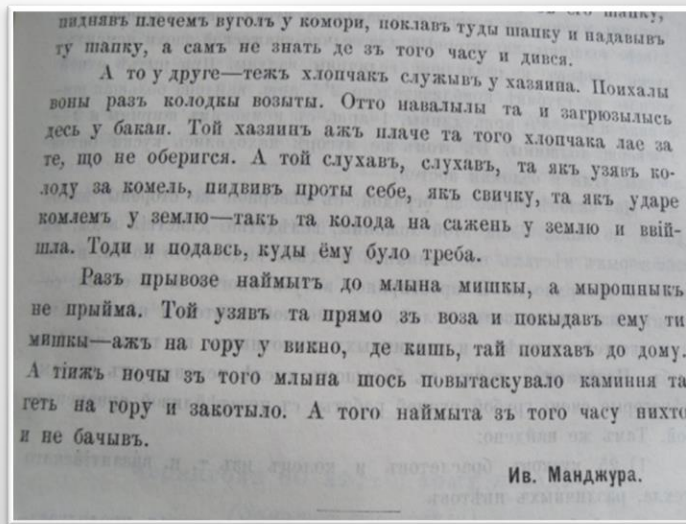 пиднявъ плечемъ вуголъ у комори, поклавъ туды шапку и надавывъ
ту шапку, а самъ не знать де зъ того часу и дився.
А то у друге—тежъ хлопчакъ служывъ у хазяина. Поихалы
воны разъ колодкы возыты. Отто навалылы та и загрюзылысь
десь у бакаи. Той хазяинъ ажъ плаче та того хлопчака лае за
те, що не оберигся. А той слухавъ, слухавъ, та якъ узявъ ко-
лоду за комель, пидвивъ проты себе, якъ свичку, та якъ ударе
комлемъ у землю—такъ та колода на сажень у землю и ввій-
шла. Тоди и подавсь, куды ёму було треба.
Разъ прывозе наймытъ до млына мишкы, а мырошныкъ
не прыйма. Той узявъ та прямо зъ воза и покыдавъ ему ти
мишкы—ажъ на гору у викно, де кишь, тай поихавъ до дому.
А тіижъ ночы зъ того млына шось повытаскувало каминня та
геть на гору и закотыло. А того наймыта зъ того часу нихто
и не бачывъ.
Ив. Манджура.